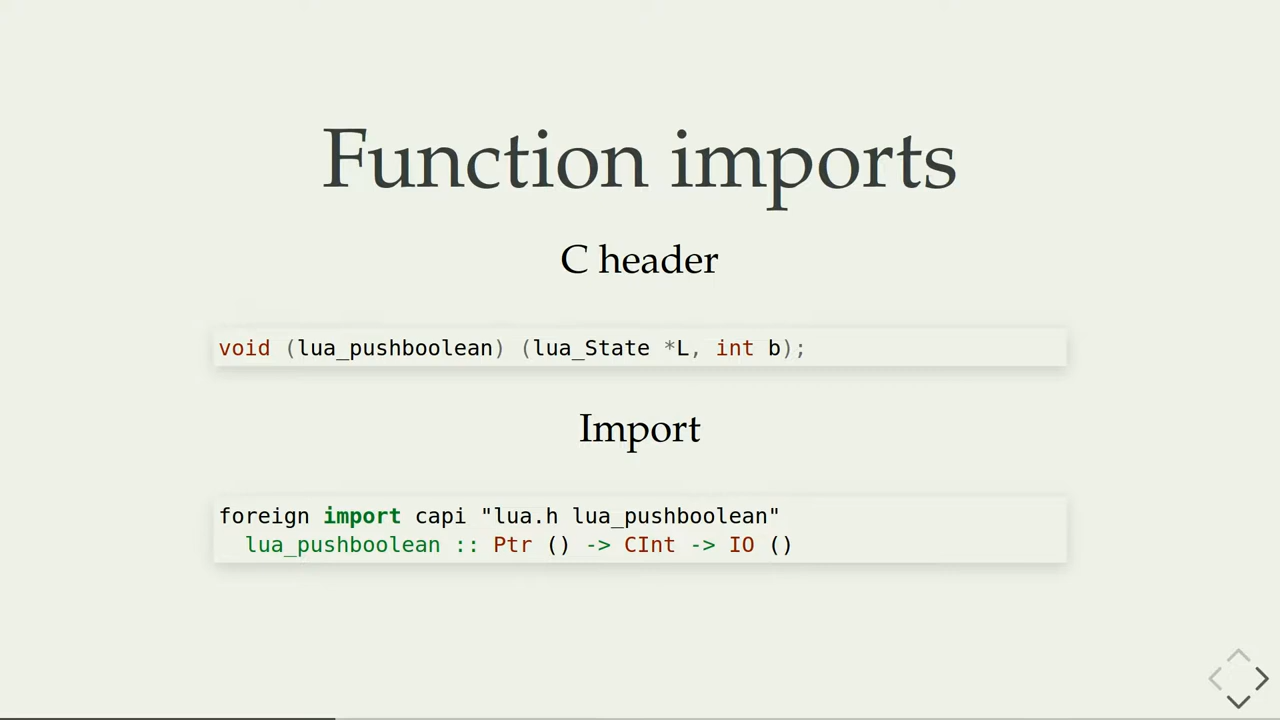 Function imports
C header
void (lua_pushboolean) (lua_State *L, int b);
Import
foreign import capi "lua.h lua_pushboolean"
  lua_pushboolean :: Ptr () -> CInt -> IO ()